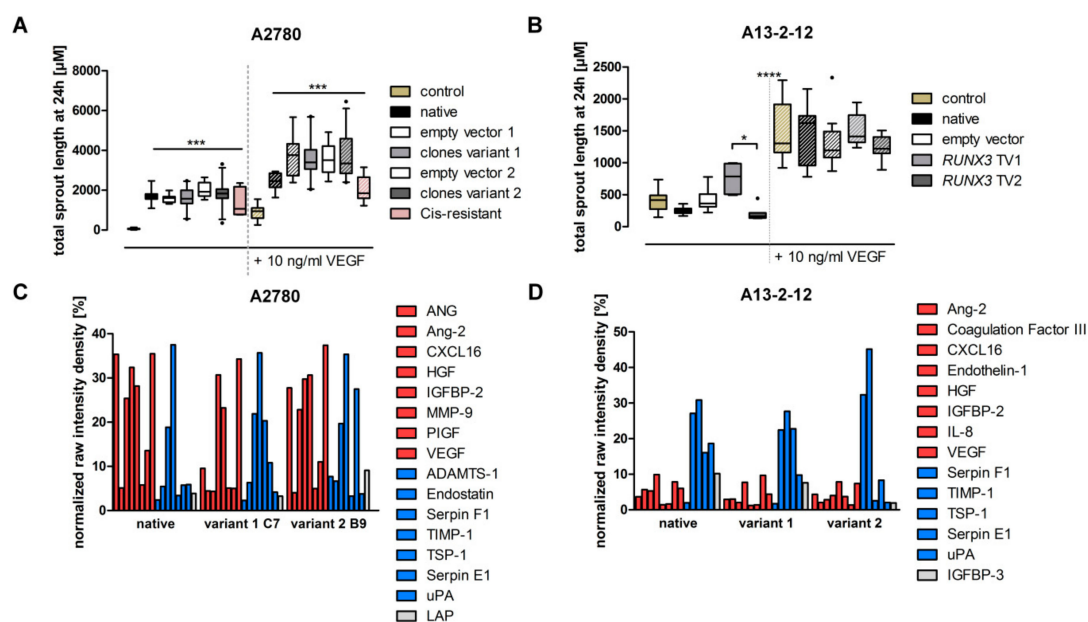 A
A2780
total sprout length at 24h [µM]
8000
6000
4000
2000
0
***
***
+ 10 ng/ml VEGF
control
native
empty vector 1
clones variant 1
empty vector 2
clones variant 2
Cis-resistant
B
A13-2-12
total sprout length at 24h [µM]
2500
2000
1500
1000
500
0
****
*
+ 10 ng/ml VEGF
control
native
empty vector
RUNX3 TV1
RUNX3 TV2
C
A2780
normalized raw intensity density [%]
40
30
20
10
0
native
variant 1 C7
variant 2 B9
ANG
Ang-2
CXCL16
HGF
IGFBP-2
MMP-9
PIGF
VEGF
ADAMTS-1
Endostatin
Serpin F1
TIMP-1
TSP-1
Serpin E1
uPA
LAP
D
A13-2-12
normalized raw intensity density [%]
50
40
30
20
10
0
native
variant 1
variant 2
Ang-2
Coagulation Factor III
CXCL16
Endothelin-1
HGF
IGFBP-2
IL-8
VEGF
Serpin F1
TIMP-1
TSP-1
Serpin E1
uPA
IGFBP-3